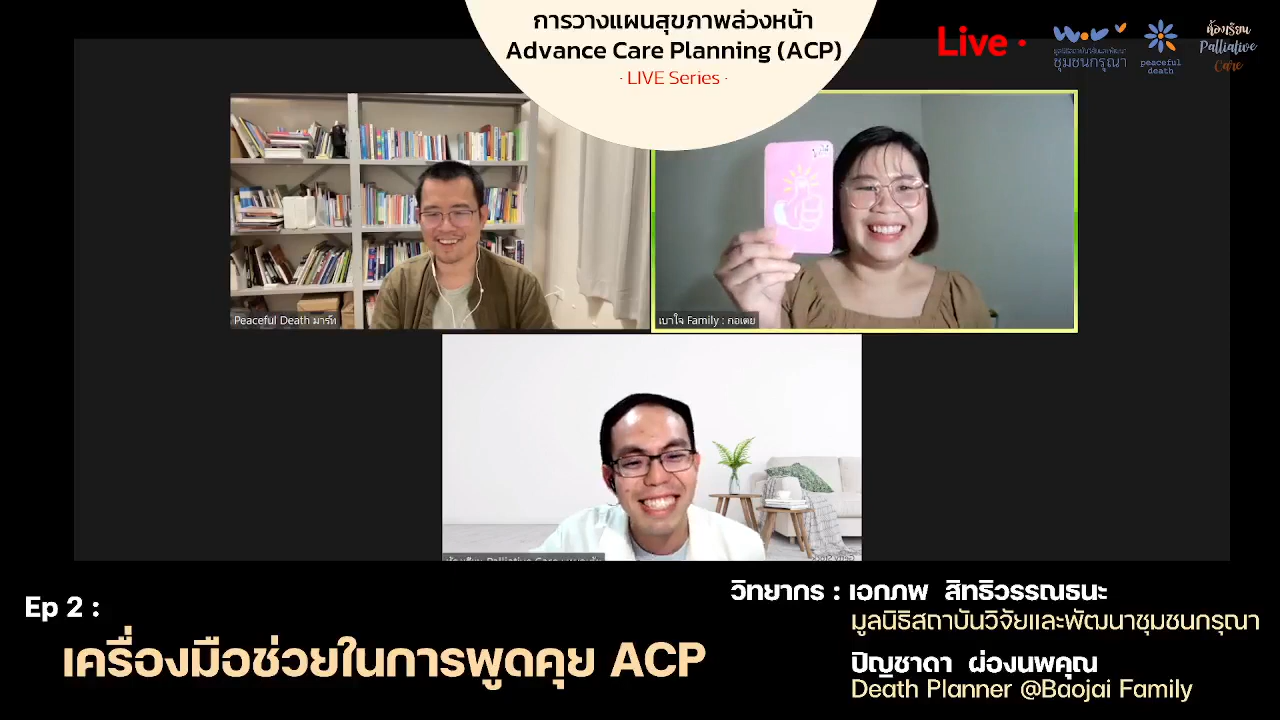 การวางแผนสุขภาพล่วงหน้า
Advance Care Planning (ACP)
· LIVE Series ·
Live ·
ชุมชนกรุณา
peaceful
death
ห้องเรียน
Palliative
Care
Peaceful Death มาร์ท
เบาใจ Family : กอเตย
Palliative Care
Ep 2 :
เครื่องมือช่วยในการพูดคุย ACP
วิทยากร : เอกภพ สิทธิวรรณธนะ
มูลนิธิสถาบันวิจัยและพัฒนาชุมชนกรุณา
ปิญชาดา ผ่องนพคุณ
Death Planner @Baojai Family